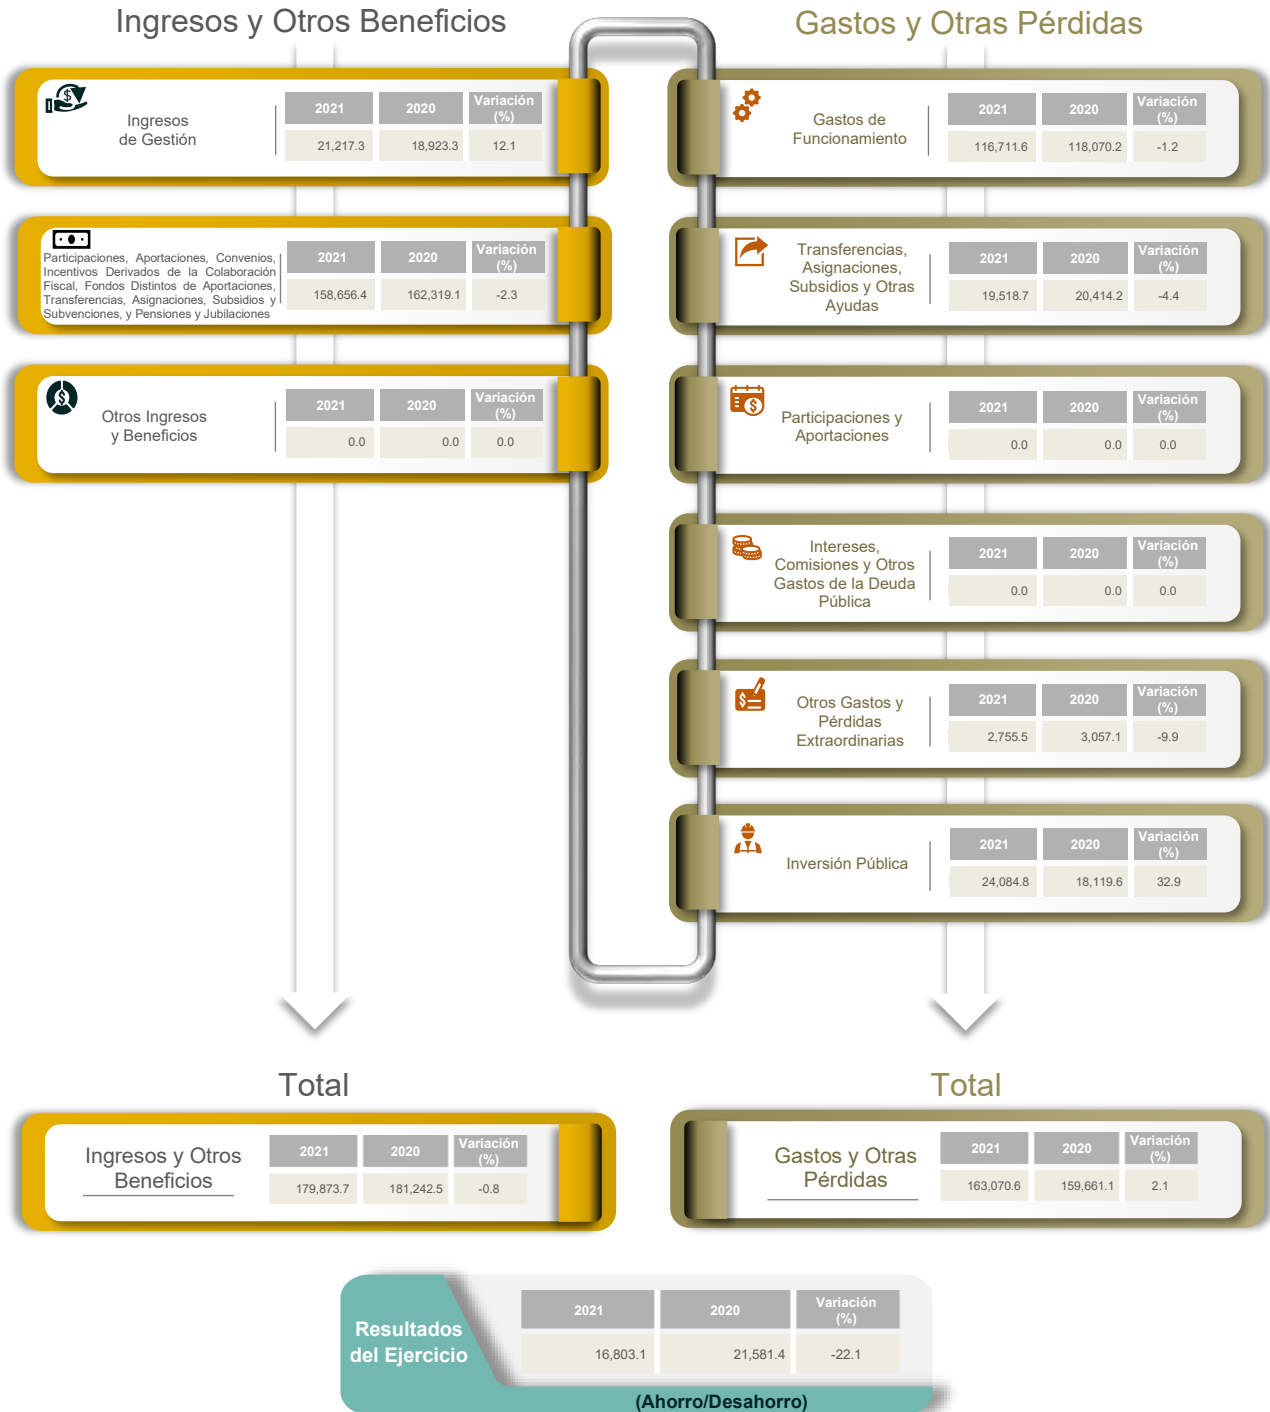 Ingresos y Otros Beneficios
Ingresos
de Gestión
2021 2020 Variación
(%)
21,217.3 18,923.3 12.1
Participaciones, Aportaciones, Convenios,
Incentivos Derivados de la Colaboración
Fiscal, Fondos Distintos de Aportaciones,
Transferencias, Asignaciones, Subsidios y
Subvenciones, y Pensiones y Jubilaciones
2021 2020 Variación
(%)
158,656.4 162,319.1 -2.3
Otros Ingresos
y Beneficios
2021 2020 Variación
(%)
0.0 0.0 0.0
Gastos y Otras Pérdidas
Gastos de
Funcionamiento
2021 2020 Variación
(%)
116,711.6 118,070.2 -1.2
Transferencias,
Asignaciones,
Subsidios y Otras
Ayudas
2021 2020 Variación
(%)
19,518.7 20,414.2 -4.4
Participaciones y
Aportaciones
2021 2020 Variación
(%)
0.0 0.0 0.0
Intereses,
Comisiones y Otros
Gastos de la Deuda
Pública
2021 2020 Variación
(%)
0.0 0.0 0.0
Otros Gastos y
Pérdidas
Extraordinarias
2021 2020 Variación
(%)
2,755.5 3,057.1 -9.9
Inversión Pública
2021 2020 Variación
(%)
24,084.8 18,119.6 32.9
Total
Ingresos y Otros
Beneficios
2021 2020 Variación
(%)
179,873.7 181,242.5 -0.8
Total
Gastos y Otras
Pérdidas
2021 2020 Variación
(%)
163,070.6 159,661.1 2.1
Resultados
del Ejercicio
2021 2020 Variación
(%)
16,803.1 21,581.4 -22.1
(Ahorro/Desahorro)